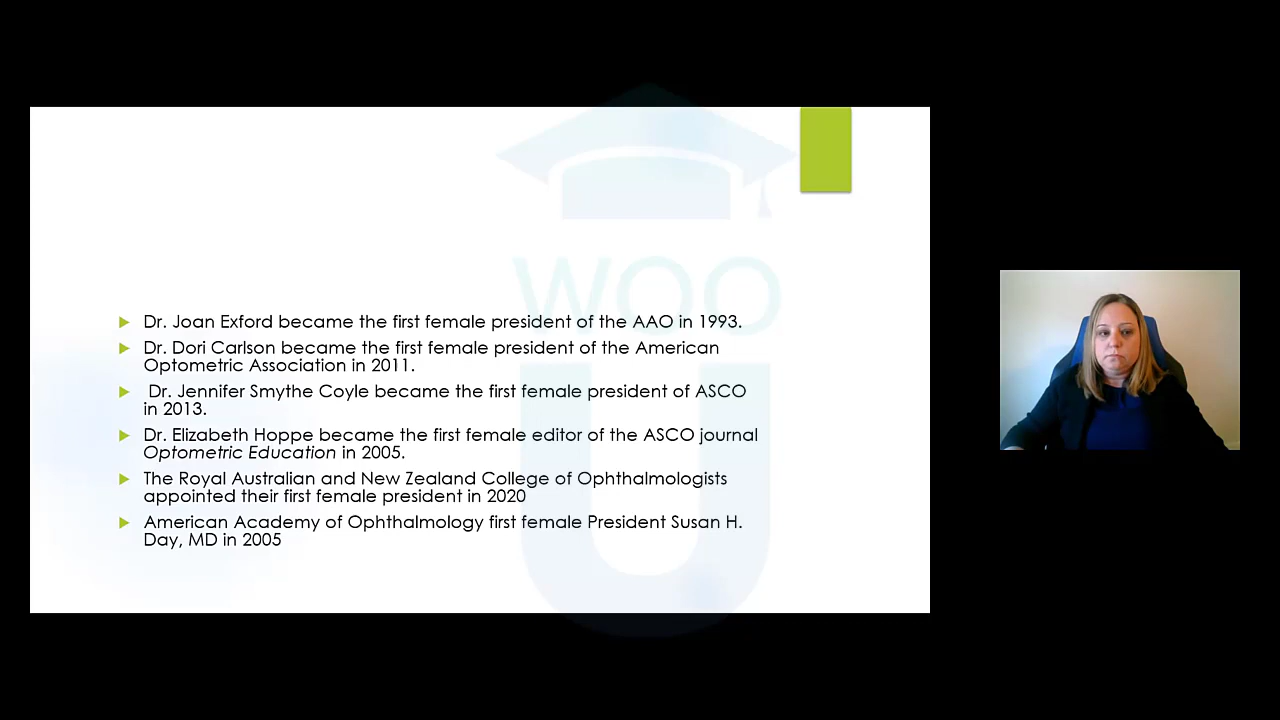 WOO
U
Dr. Joan Exford became the first female president of the AAO in 1993.
Dr. Dori Carlson became the first female president of the American
Optometric Association in 2011.
Dr. Jennifer Smythe Coyle became the first female president of ASCO
in 2013.
Dr. Elizabeth Hoppe became the first female editor of the ASCO journal
Optometric Education in 2005.
The Royal Australian and New Zealand College of Ophthalmologists
appointed their first female president in 2020
American Academy of Ophthalmology first female President Susan H.
Day, MD in 2005